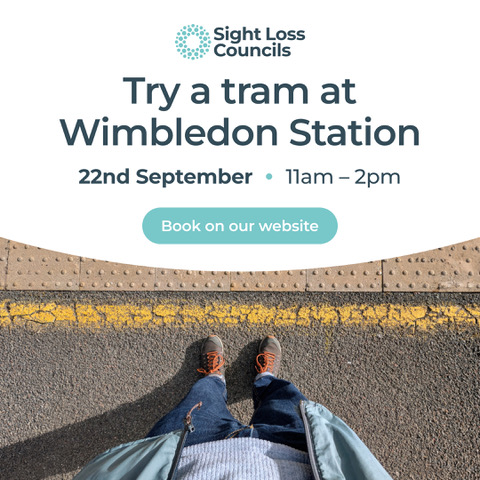 Sight Loss
Councils
Try a tram at
Wimbledon Station
22nd September • 11am – 2pm
Book on our website